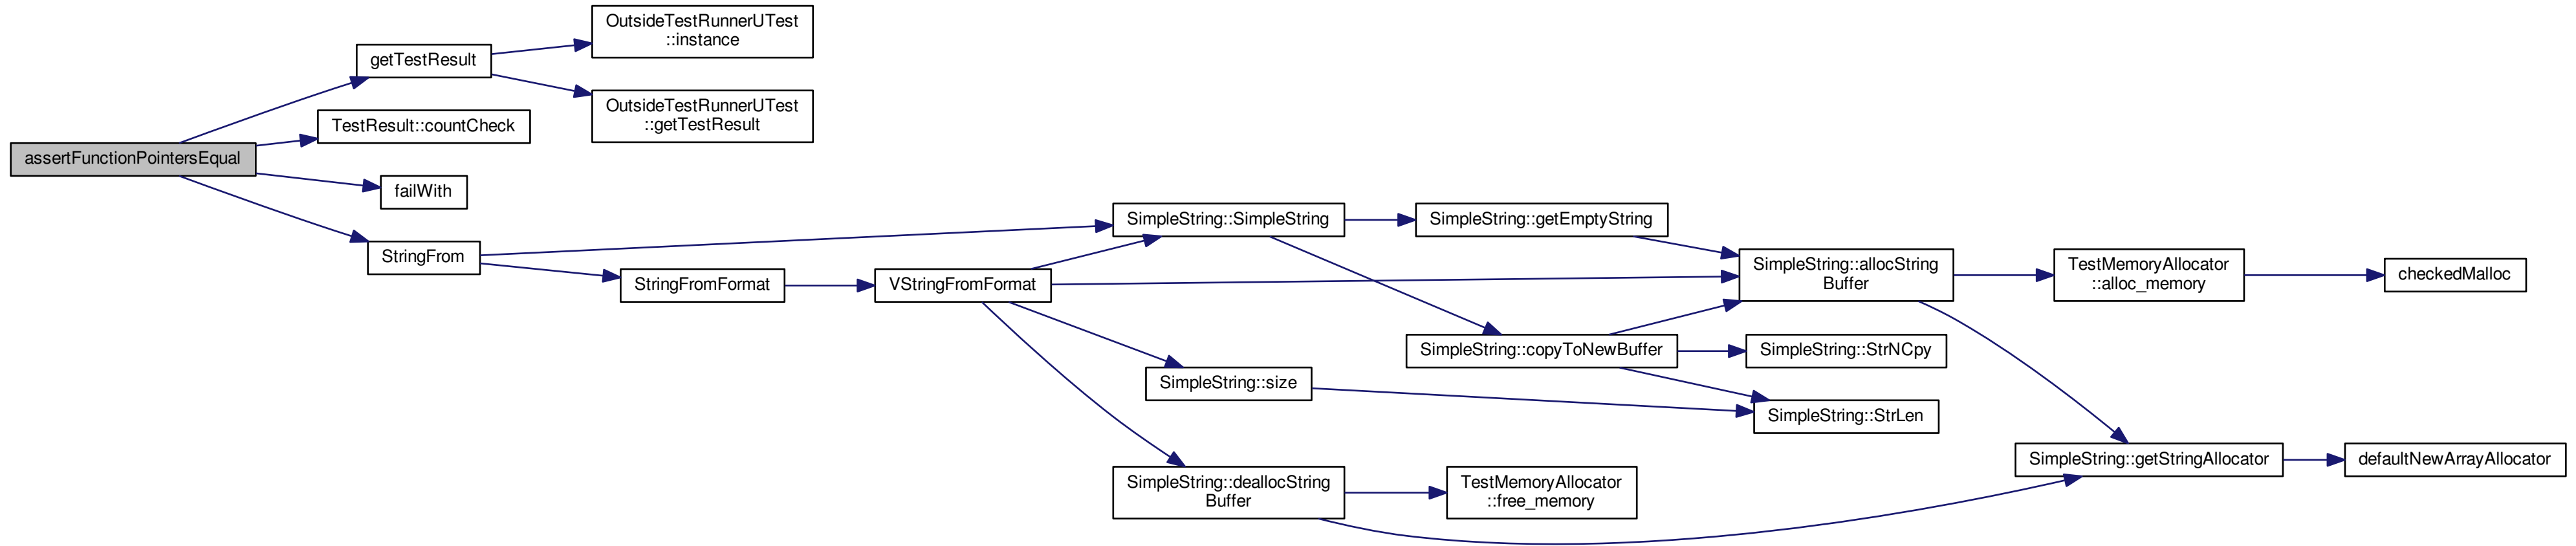 assertFunctionPointersEqual
getTestResult
OutsideTestRunnerUTest
::instance
OutsideTestRunnerUTest
::getTestResult
TestResult::countCheck
failWith
StringFrom
StringFromFormat
VStringFromFormat
SimpleString::SimpleString
SimpleString::getEmptyString
SimpleString::allocString
Buffer
TestMemoryAllocator
::alloc_memory
checkedMalloc
SimpleString::copyToNewBuffer
SimpleString::StrNCpy
SimpleString::size
SimpleString::StrLen
SimpleString::getStringAllocator
defaultNewArrayAllocator
SimpleString::deallocString
Buffer
TestMemoryAllocator
::free_memory